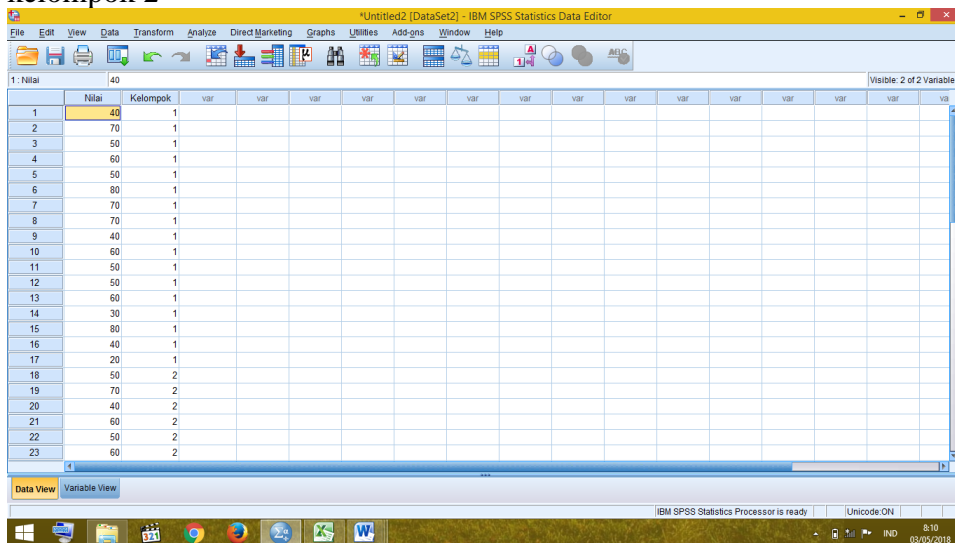 kelompok 2
*Untitled2 [DataSet2] - IBM SPSS Statistics Data Editor
File Edit View Data Transform Analyze Direct Marketing Graphs Utilities Add-ons Window Help
1 : Nilai 40 Visible: 2 of 2 Variable
Nilai Kelompok var var var var var var var var var var var var var va
1 40 1
2 70 1
3 50 1
4 60 1
5 50 1
6 80 1
7 70 1
8 70 1
9 40 1
10 60 1
11 50 1
12 50 1
13 60 1
14 30 1
15 80 1
16 40 1
17 20 1
18 50 2
19 70 2
20 40 2
21 60 2
22 50 2
23 60 2
Data View Variable View
IBM SPSS Statistics Processor is ready Unicode:ON
IND 8:10
03/05/2018